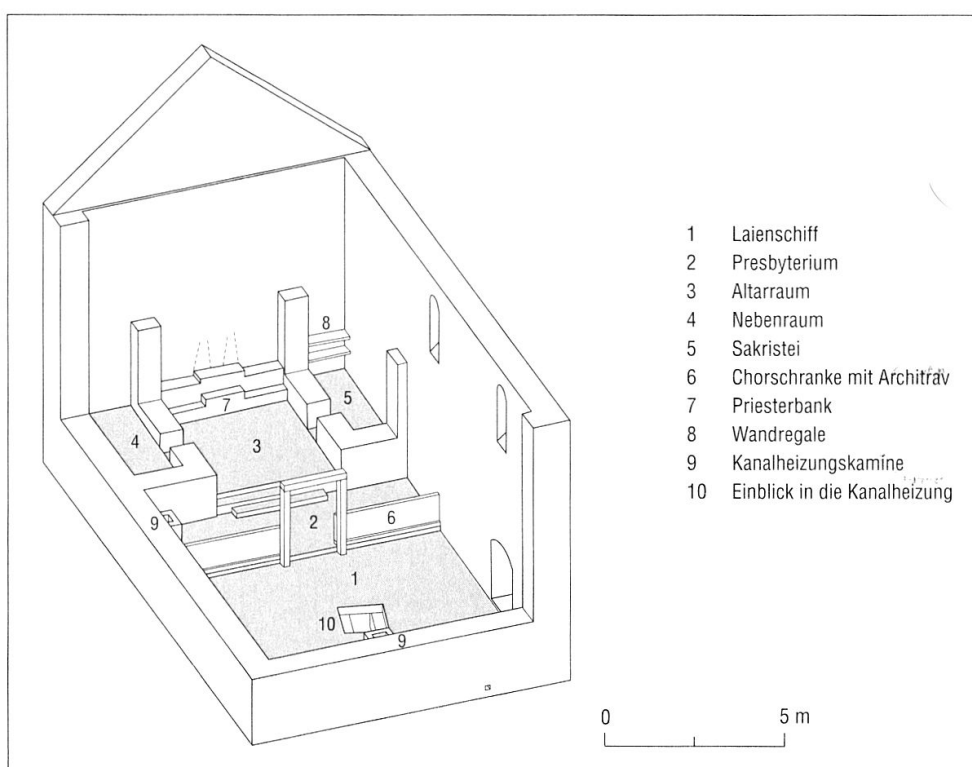 8
7
5
4
3
9
2
6
1
10
9
1 Laienschiff
2 Presbyterium
3 Altarraum
4 Nebenraum
5 Sakristei
6 Chorschranke mit Architrav
7 Priesterbank
8 Wandregale
9 Kanalheizungskamine
10 Einblick in die Kanalheizung
0 5 m